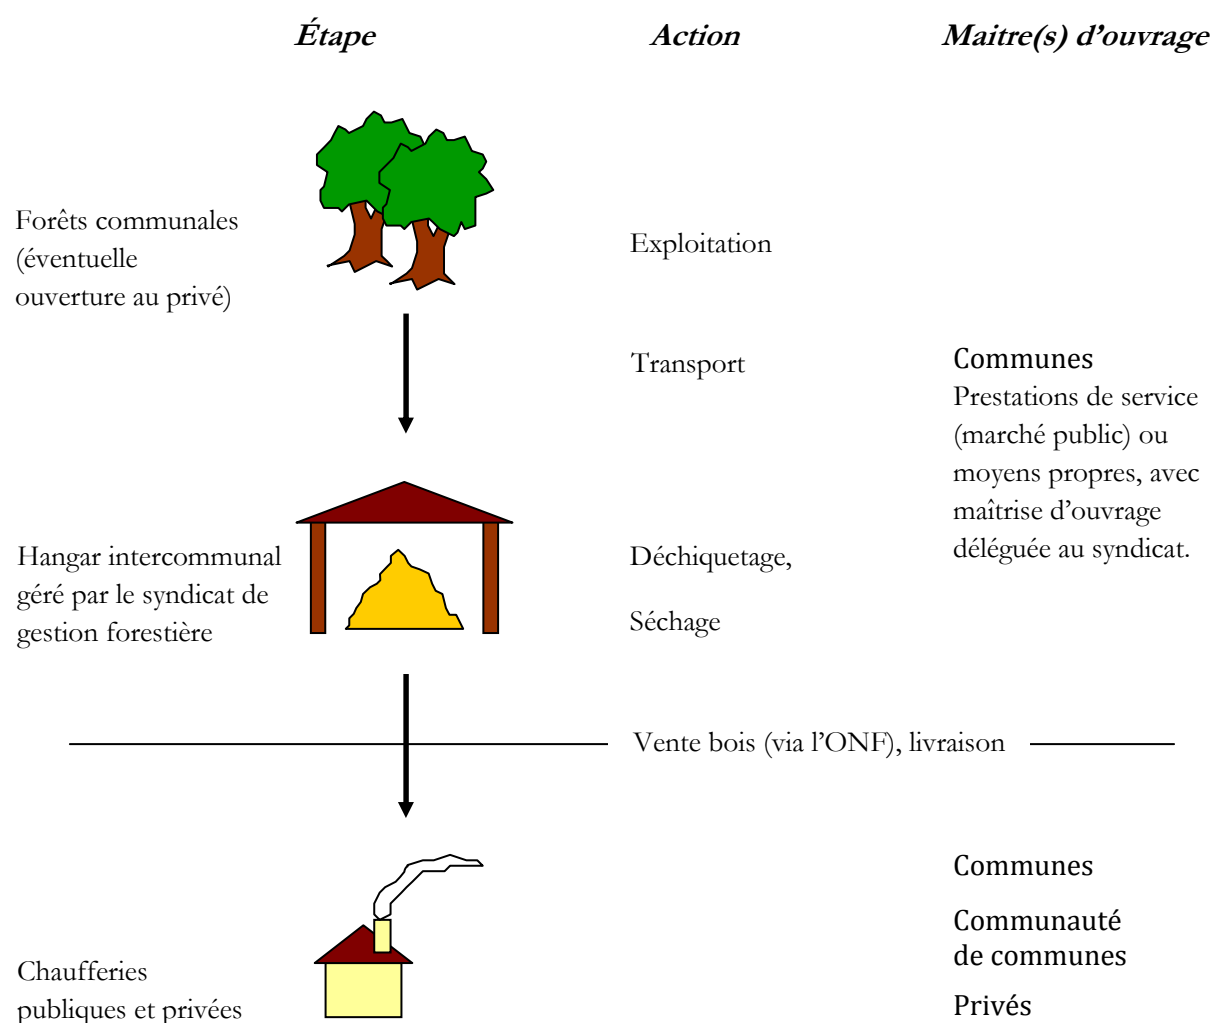 Étape Action Maitre(s) d'ouvrage
Forêts communales
(éventuelle
ouverture au privé)
Exploitation
Transport
Communes
Prestations de service
(marché public) ou
moyens propres, avec
maîtrise d'ouvrage
déléguée au syndicat.
Hangar intercommunal
géré par le syndicat de
gestion forestière
Déchiquetage,
Séchage
Vente bois (via l'ONF), livraison
Chaufferies
publiques et privées
Communes
Communauté
de communes
Privés